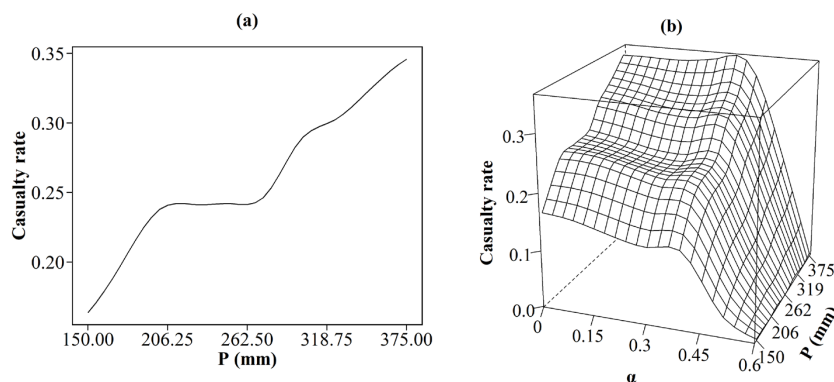 (a)
Casualty rate
0.35
0.30
0.25
0.20
150.00 206.25 262.50 318.75 375.00
P (mm)
(b)
Casualty rate
0.3
0.2
0.1
0.0
0 0.15 0.3 0.45 0.6
α
150 206 262 319 375
P (mm)